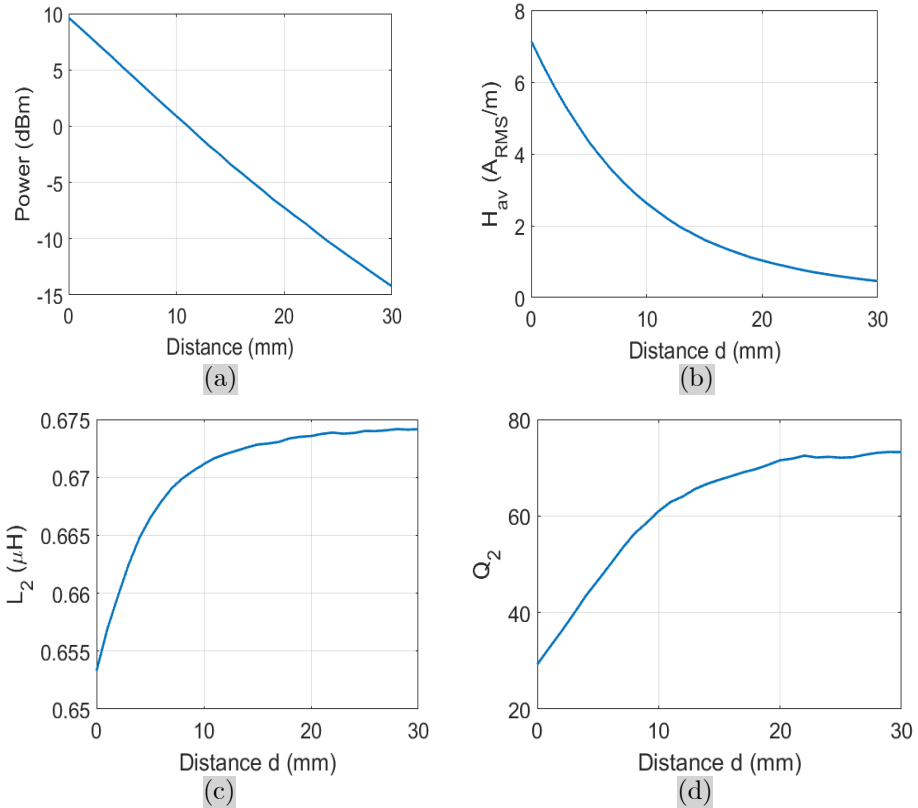 10
5
0
-5
-10
-15
Power (dBm)
0 10 20 30
Distance (mm)
(a)
8
6
4
2
0
H_av (A_RMS/m)
0 10 20 30
Distance d (mm)
(b)
0.675
0.67
0.665
0.66
0.655
0.65
L_2 (μH)
0 10 20 30
Distance d (mm)
(c)
80
60
40
20
Q_2
0 10 20 30
Distance d (mm)
(d)